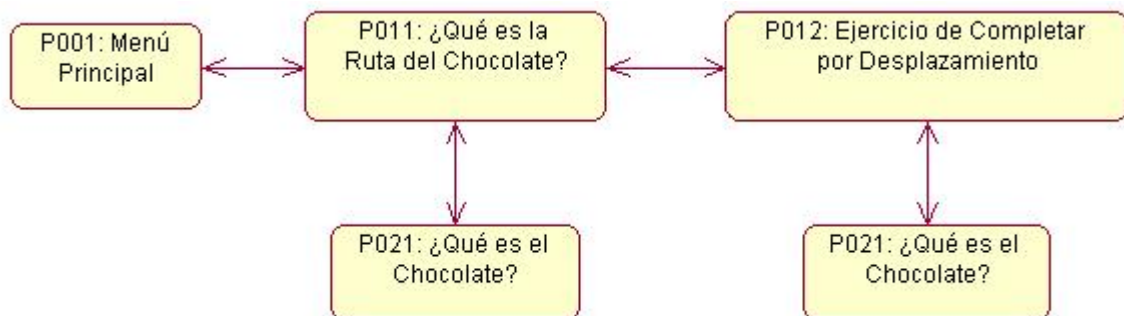 P001: Menú
Principal
P011: ¿Qué es la
Ruta del Chocolate?
P012: Ejercicio de Completar
por Desplazamiento
P021: ¿Qué es el
Chocolate?
P021: ¿Qué es el
Chocolate?